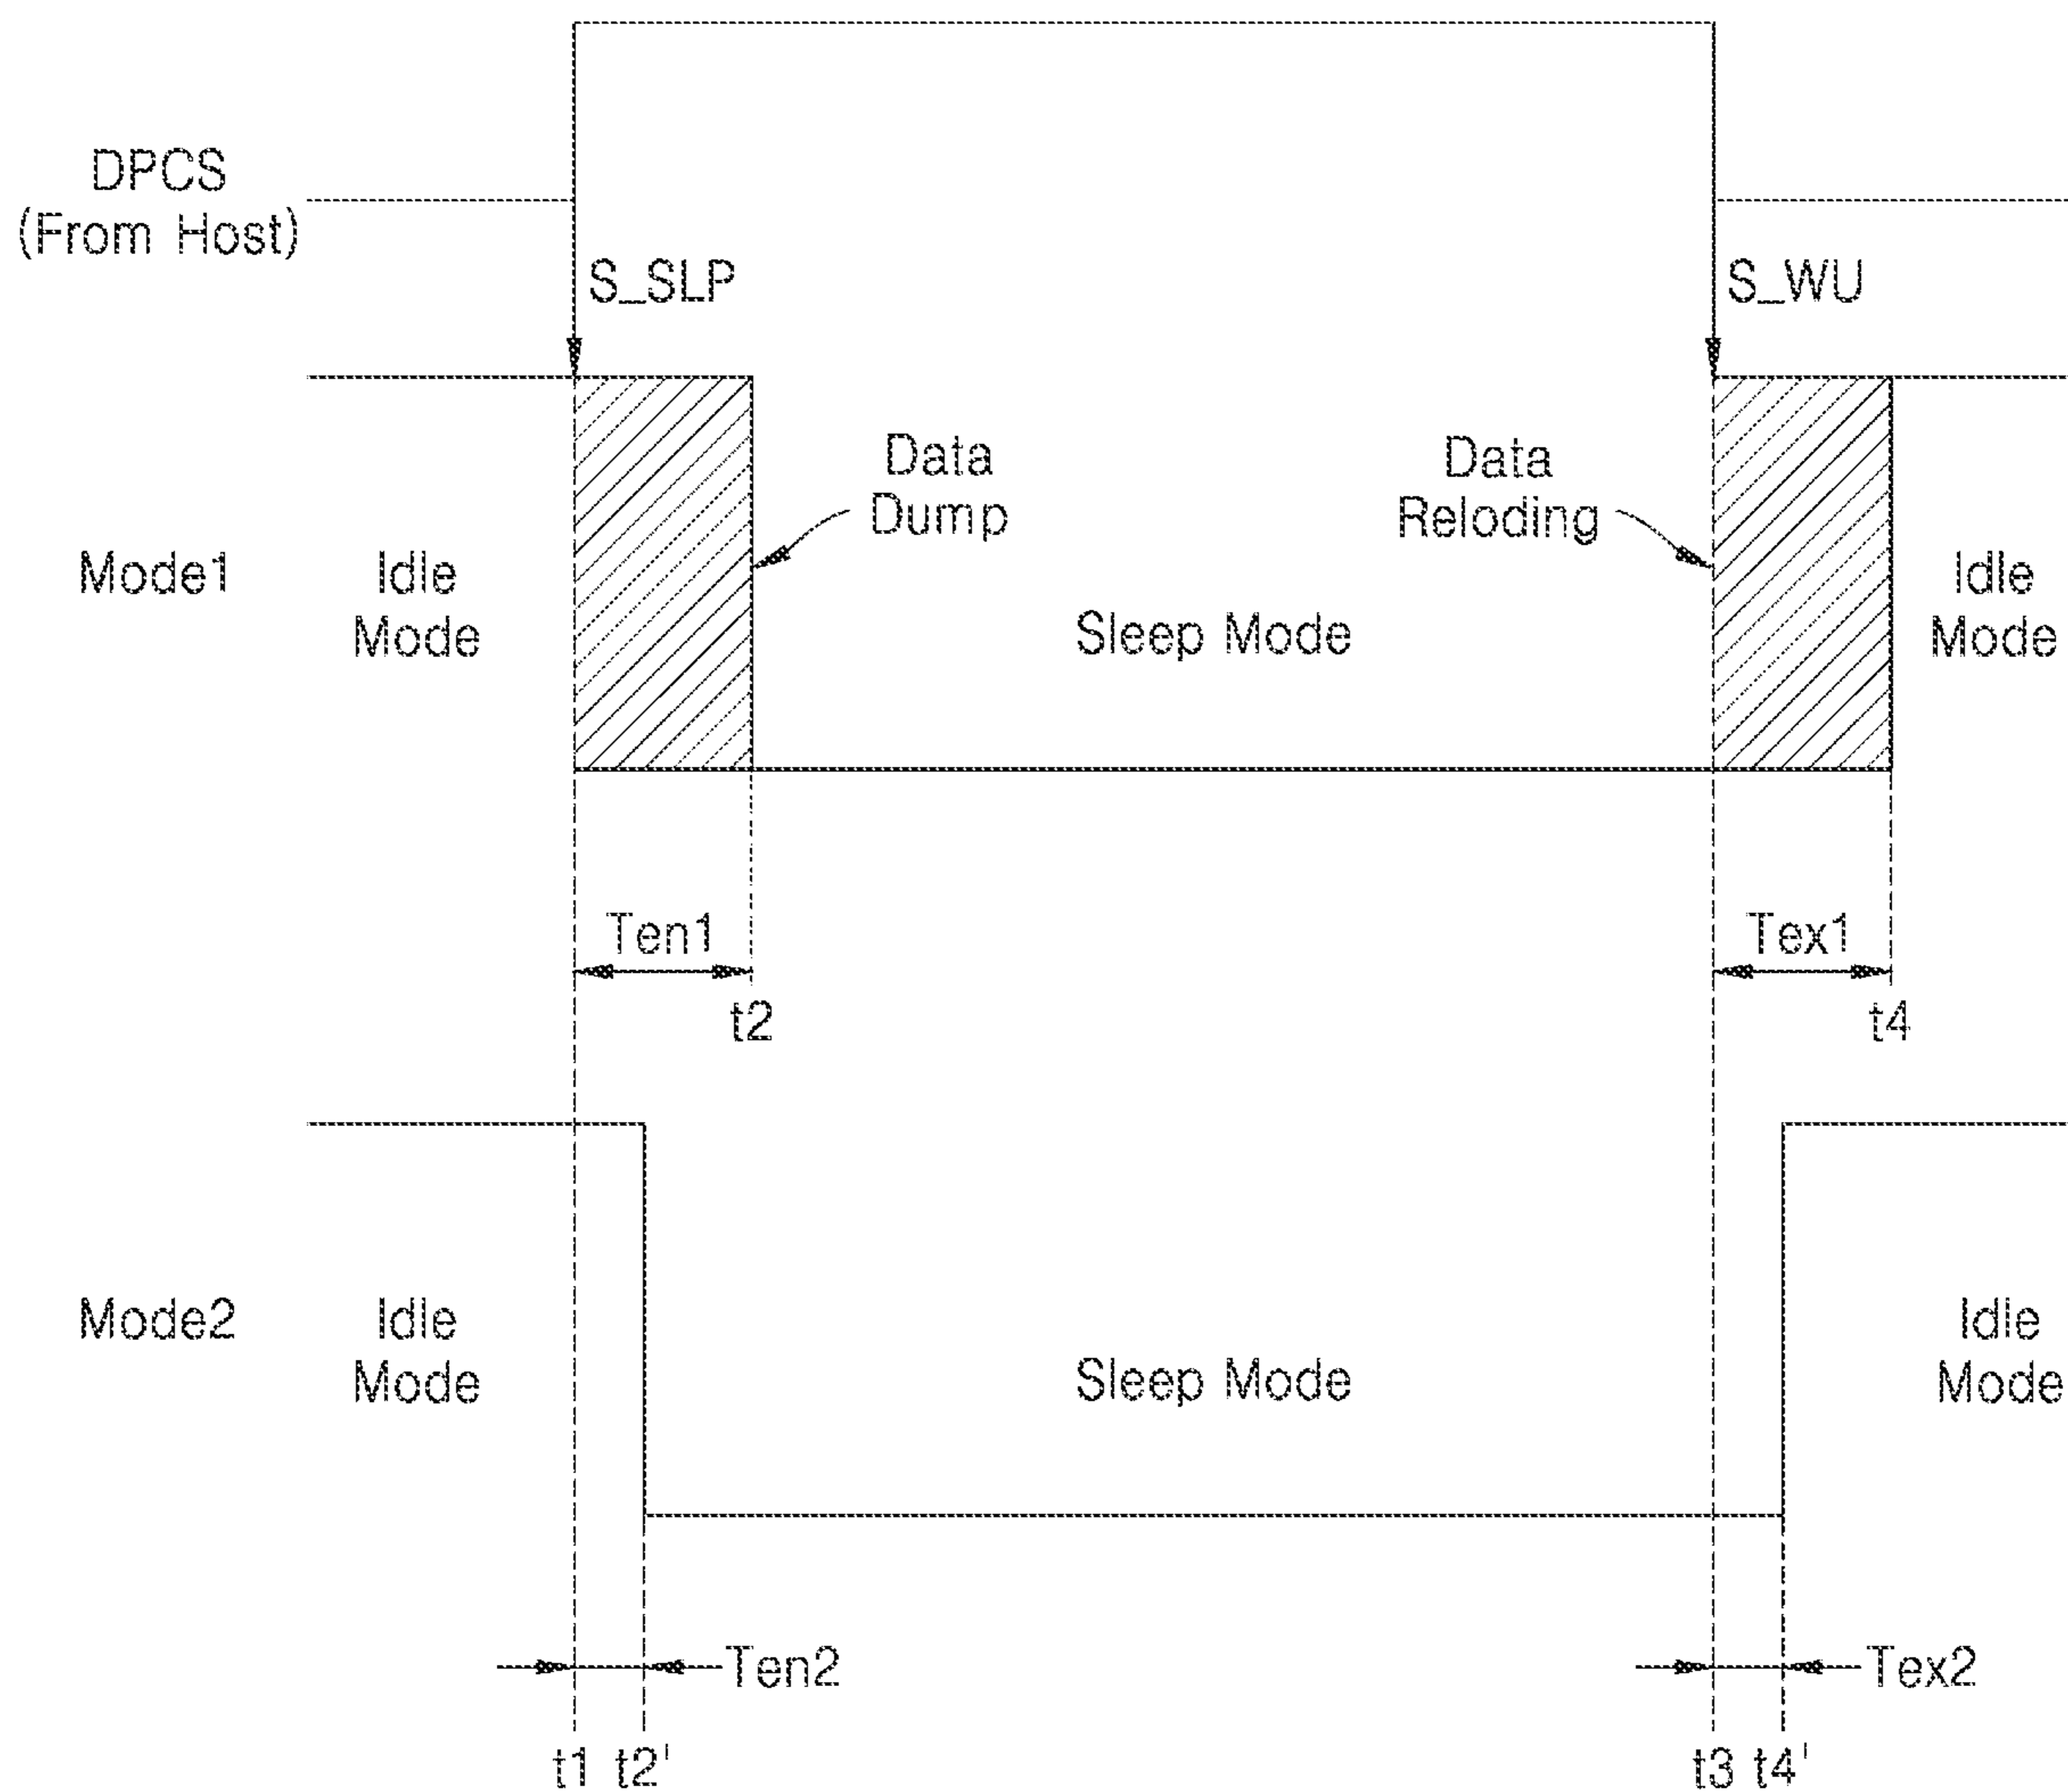 DPCS
(From Host)
S_SLP
S_WU
Data
Dump
Data
Reloding
Mode1
Idle
Mode
Sleep Mode
Idle
Mode
Ten1
Tex1
t2
t4
Mode2
Idle
Mode
Sleep Mode
Idle
Mode
Ten2
Tex2
t1 t2'
t3 t4'